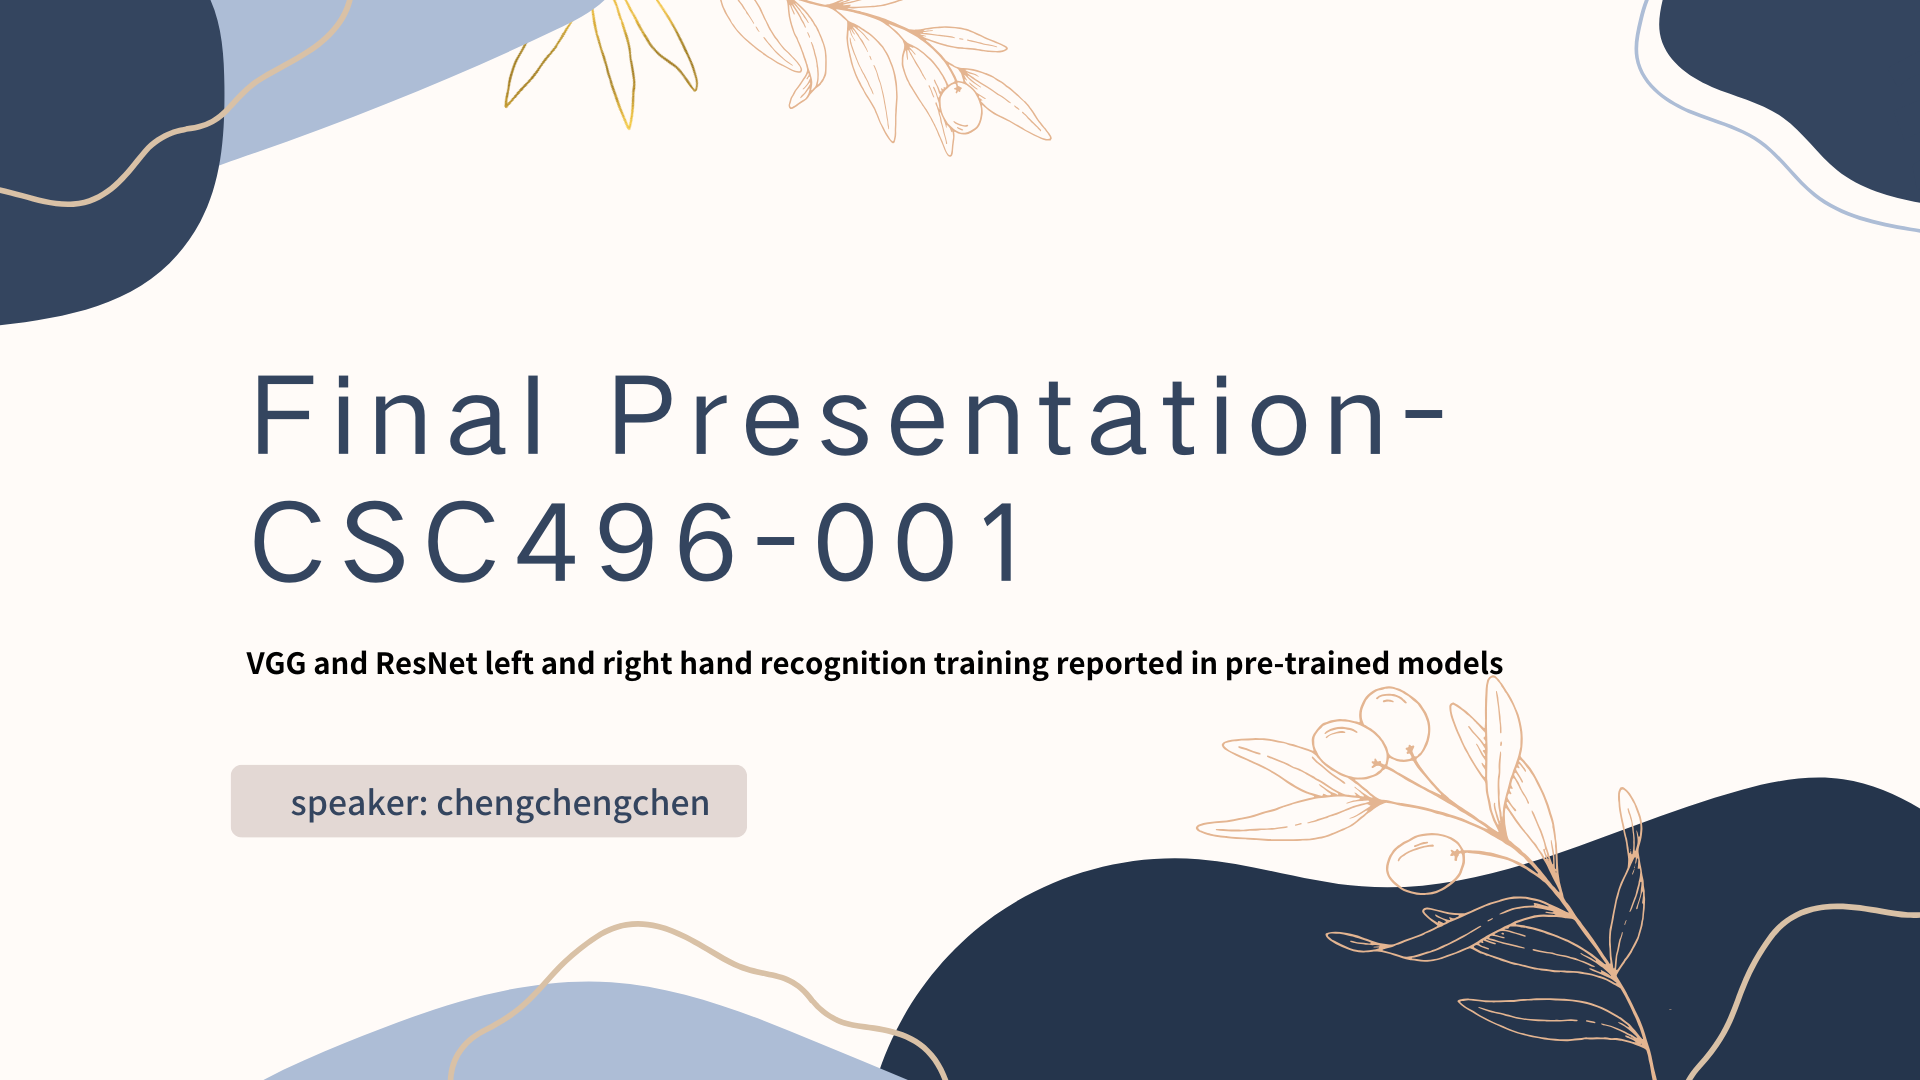 Final Presentation-
CSC496-001
VGG and ResNet left and right hand recognition training reported in pre-trained models
speaker: chengchengchen